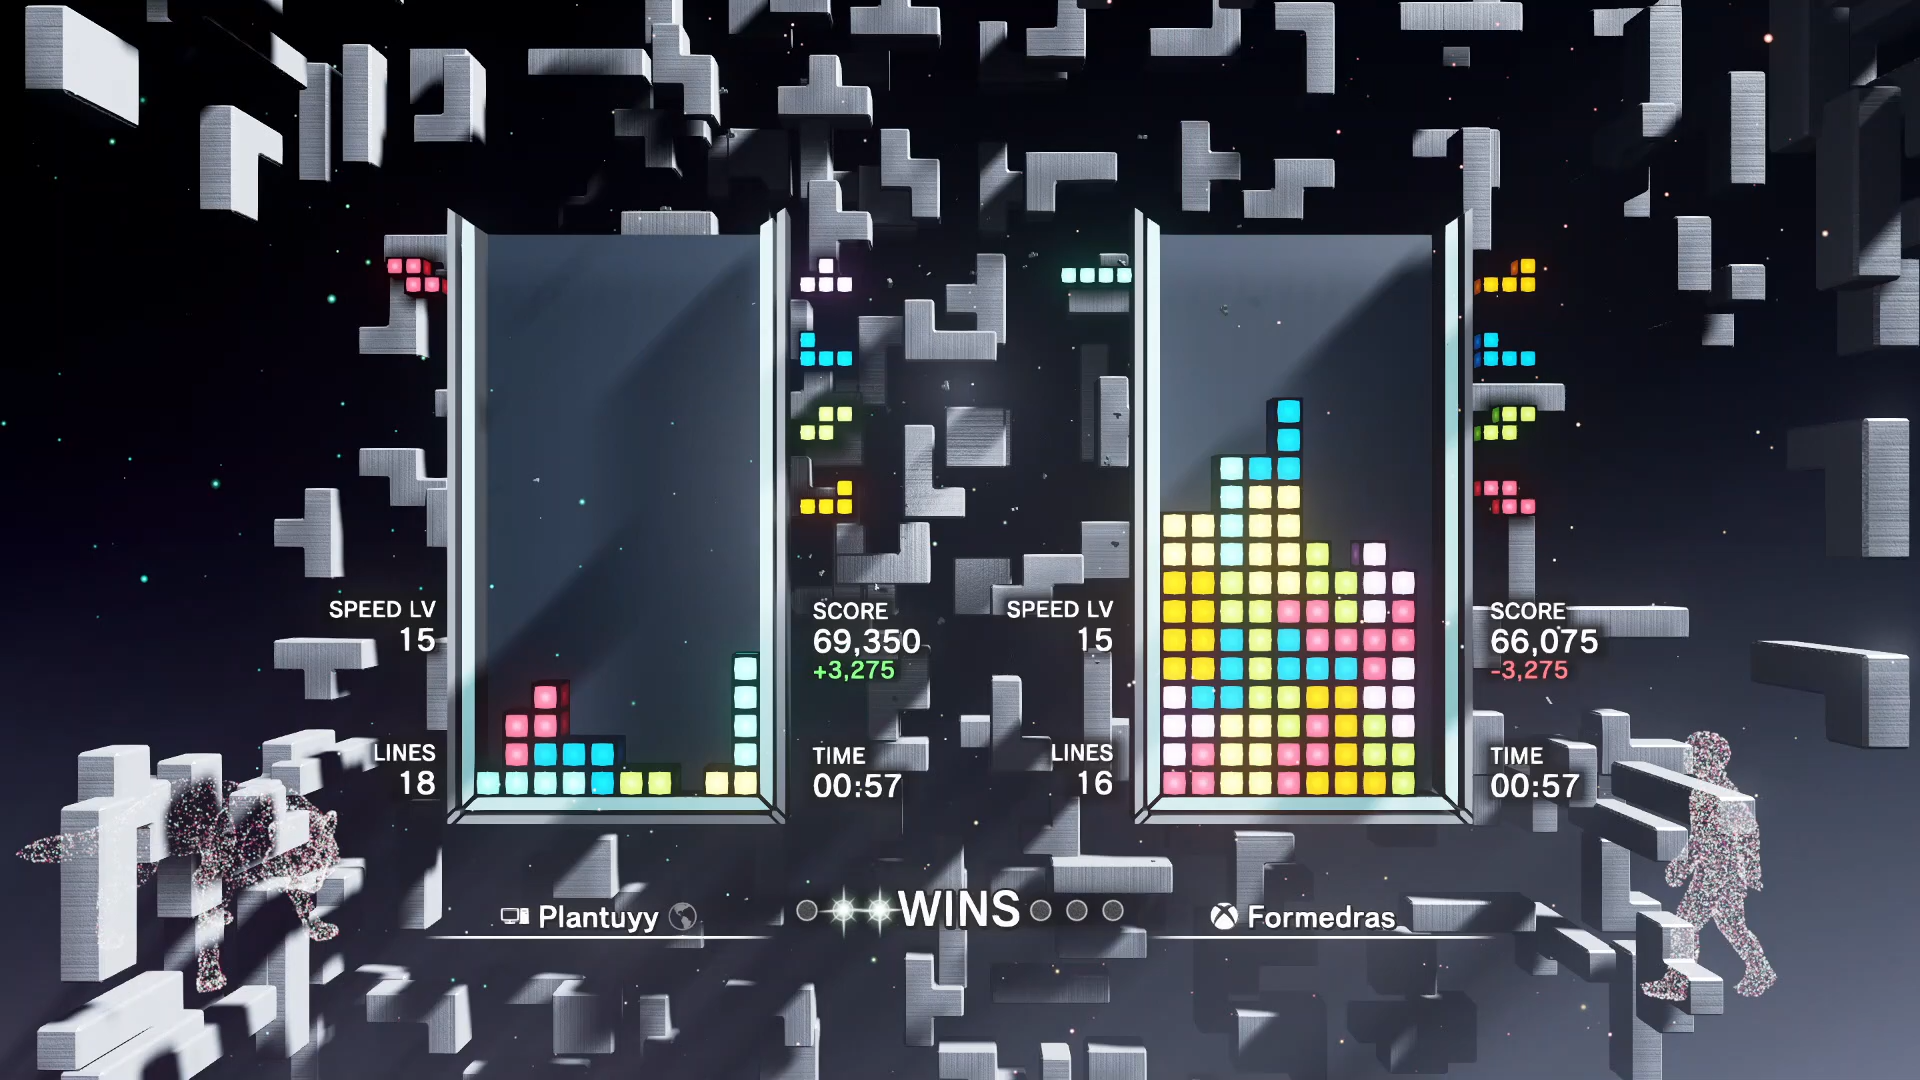 SPEED LV
15
LINES
18
SCORE
69,350
+3,275
TIME
00:57
SPEED LV
15
LINES
16
SCORE
66,075
-3,275
TIME
00:57
Plantuyy
WINS
Formedras